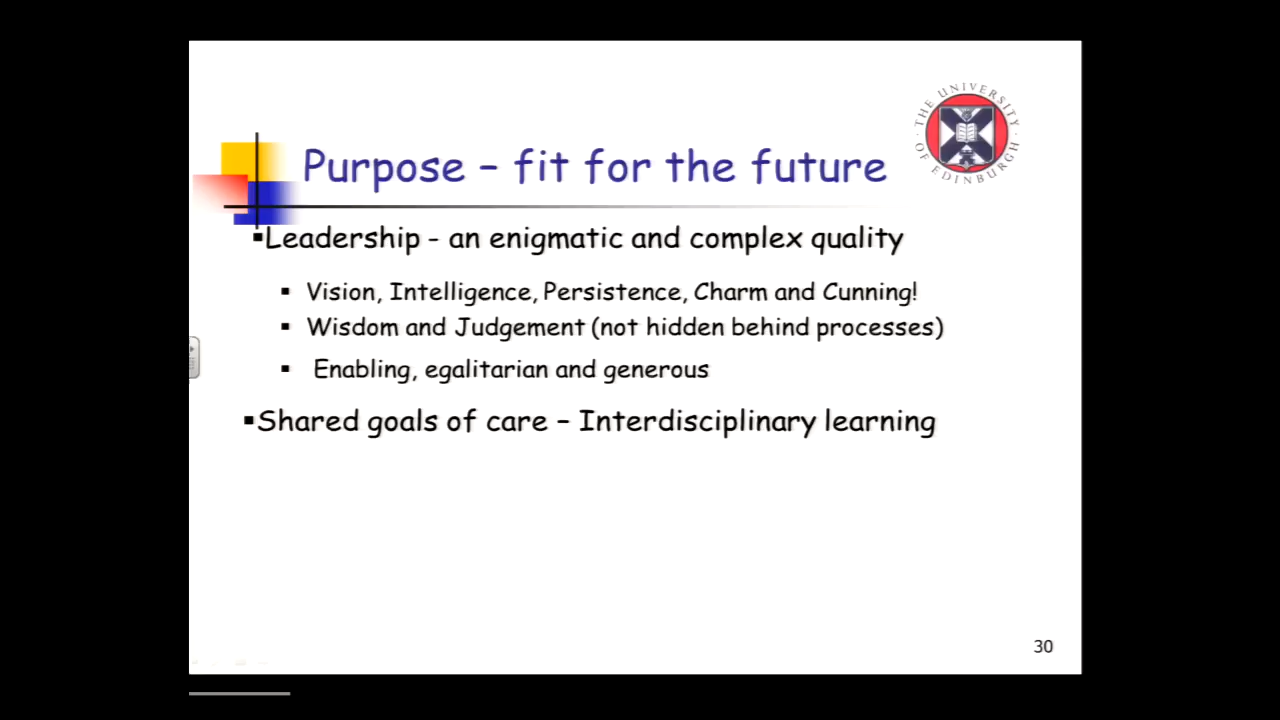 THE UNIVERSITY OF EDINBURGH
Purpose – fit for the future
▪Leadership - an enigmatic and complex quality
▪ Vision, Intelligence, Persistence, Charm and Cunning!
▪ Wisdom and Judgement (not hidden behind processes)
▪ Enabling, egalitarian and generous
▪Shared goals of care – Interdisciplinary learning
30